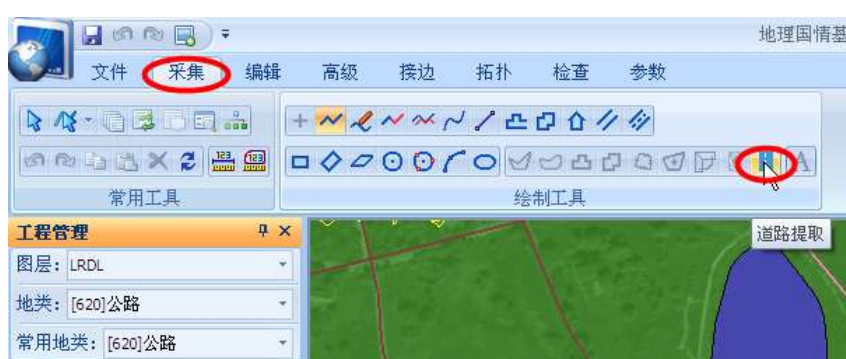 地理国情基
文件 采集 编辑 高级 接边 拓扑 检查 参数
123 123
A
常用工具 绘制工具
道路提取
工程管理
图层: LRDL
地类: [620]公路
常用地类: [620]公路